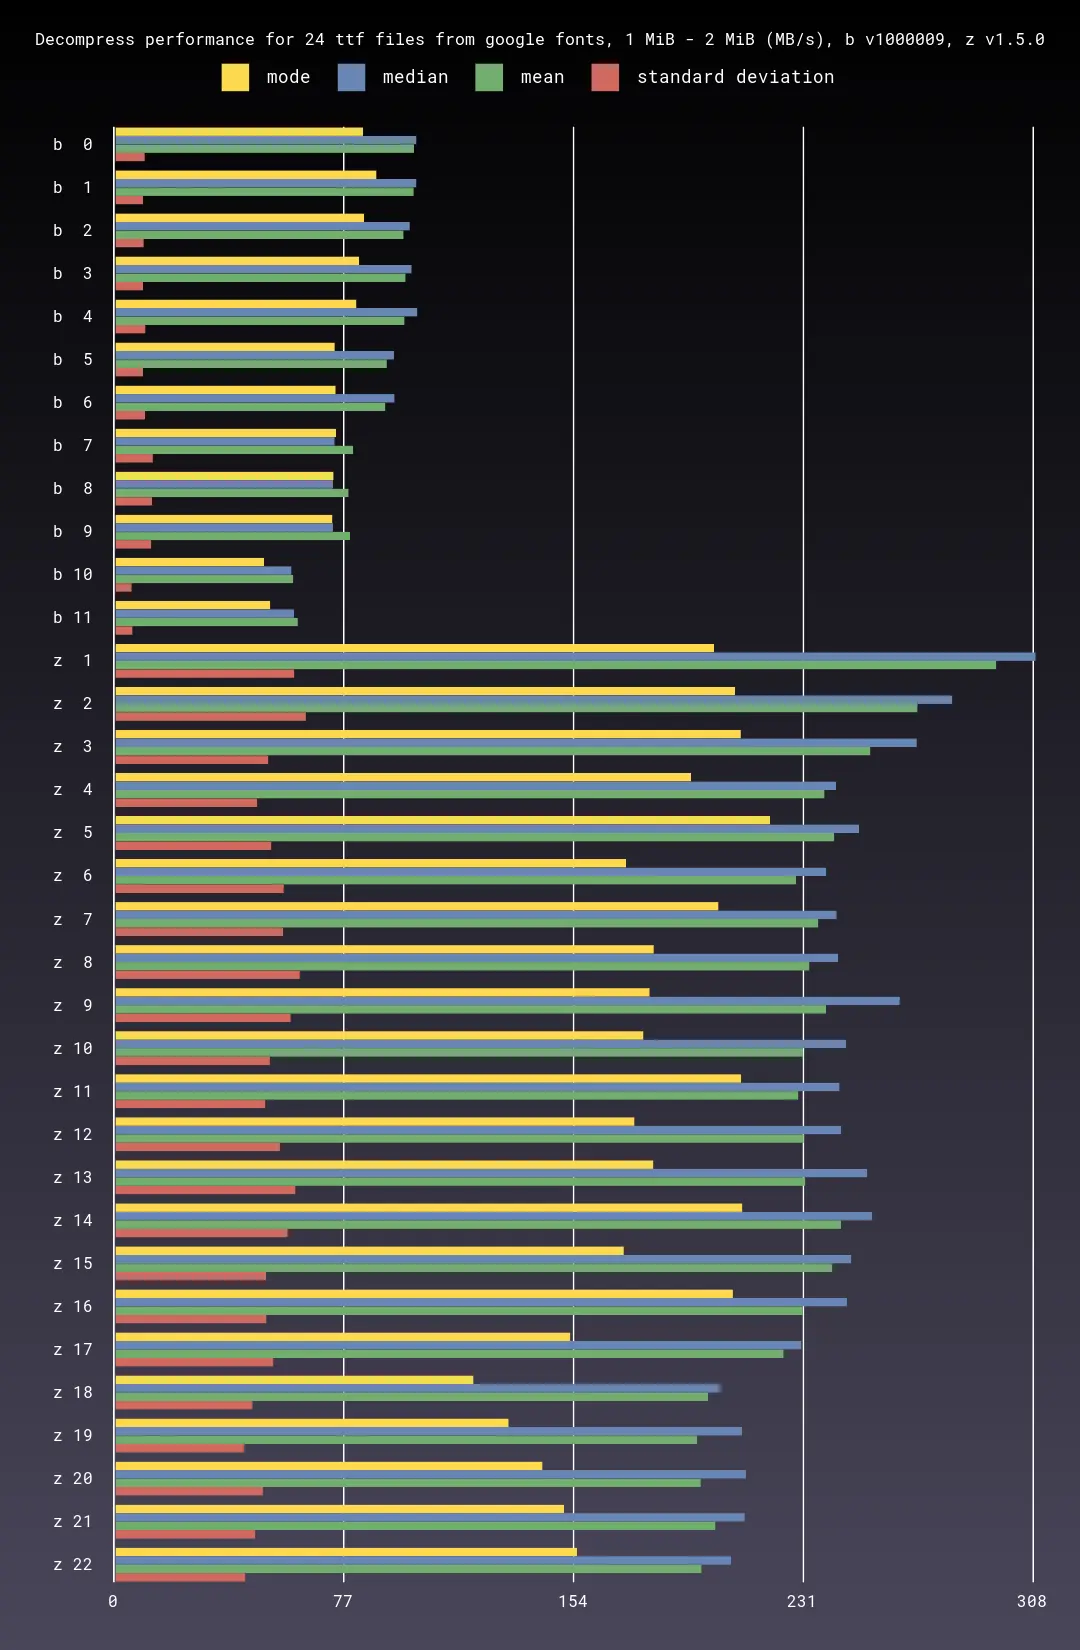 Decompress performance for 24 ttf files from google fonts, 1 MiB - 2 MiB (MB/s), b v1000009, z v1.5.0
mode median mean standard deviation
b 0
b 1
b 2
b 3
b 4
b 5
b 6
b 7
b 8
b 9
b 10
b 11
z 1
z 2
z 3
z 4
z 5
z 6
z 7
z 8
z 9
z 10
z 11
z 12
z 13
z 14
z 15
z 16
z 17
z 18
z 19
z 20
z 21
z 22
0 77 154 231 308